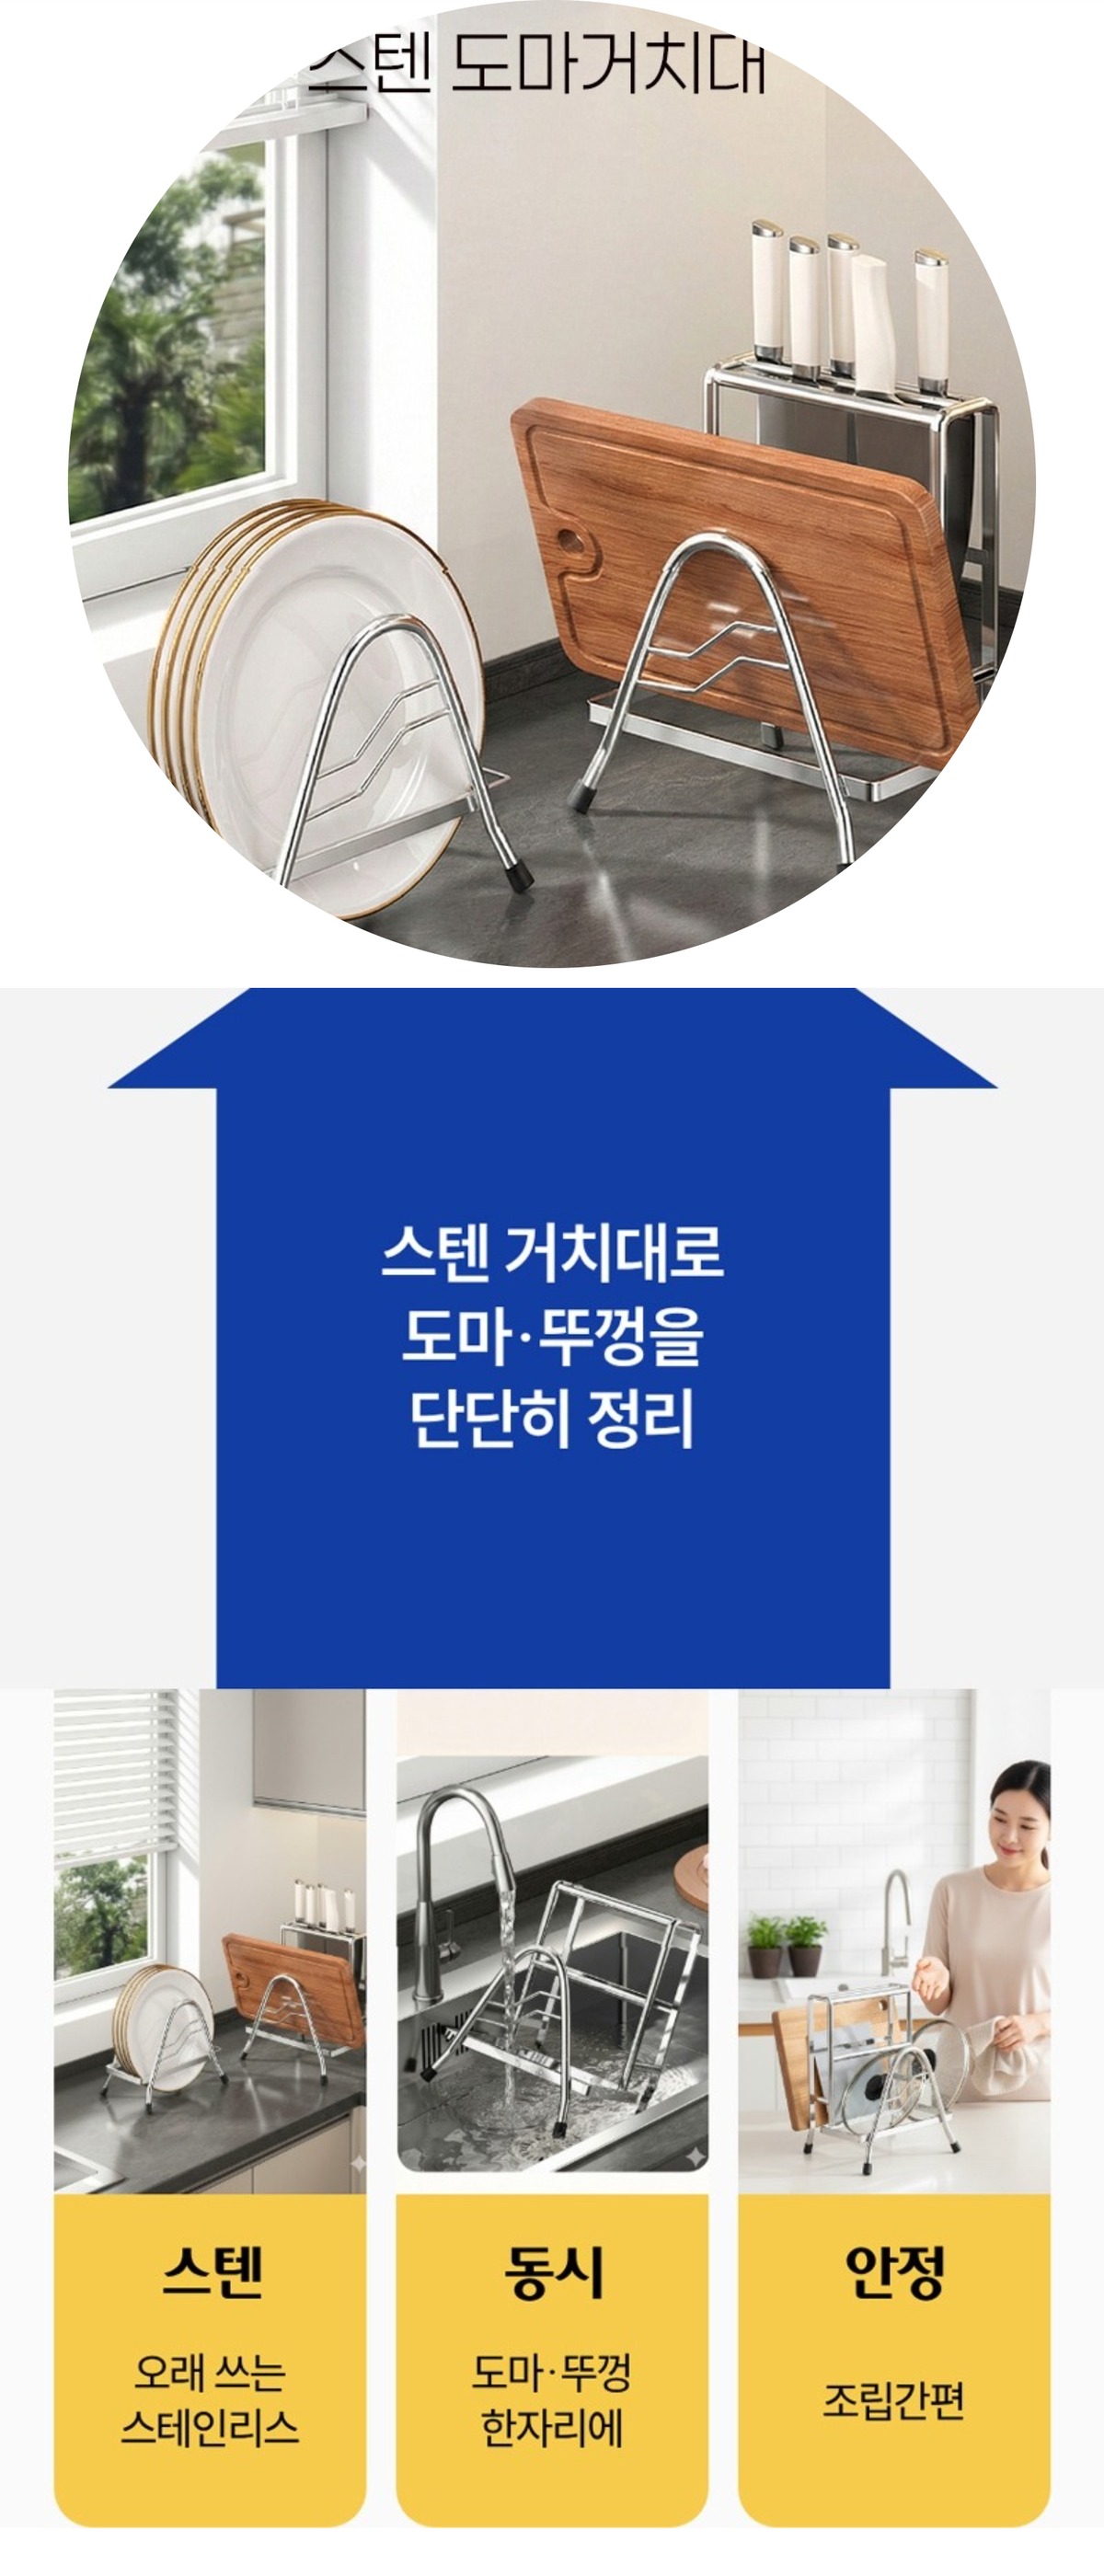 스텐 도마거치대
스텐 거치대로
도마·뚜껑을
단단히 정리
스텐
오래 쓰는
스테인리스
동시
도마·뚜껑
한자리에
안정
조립간편